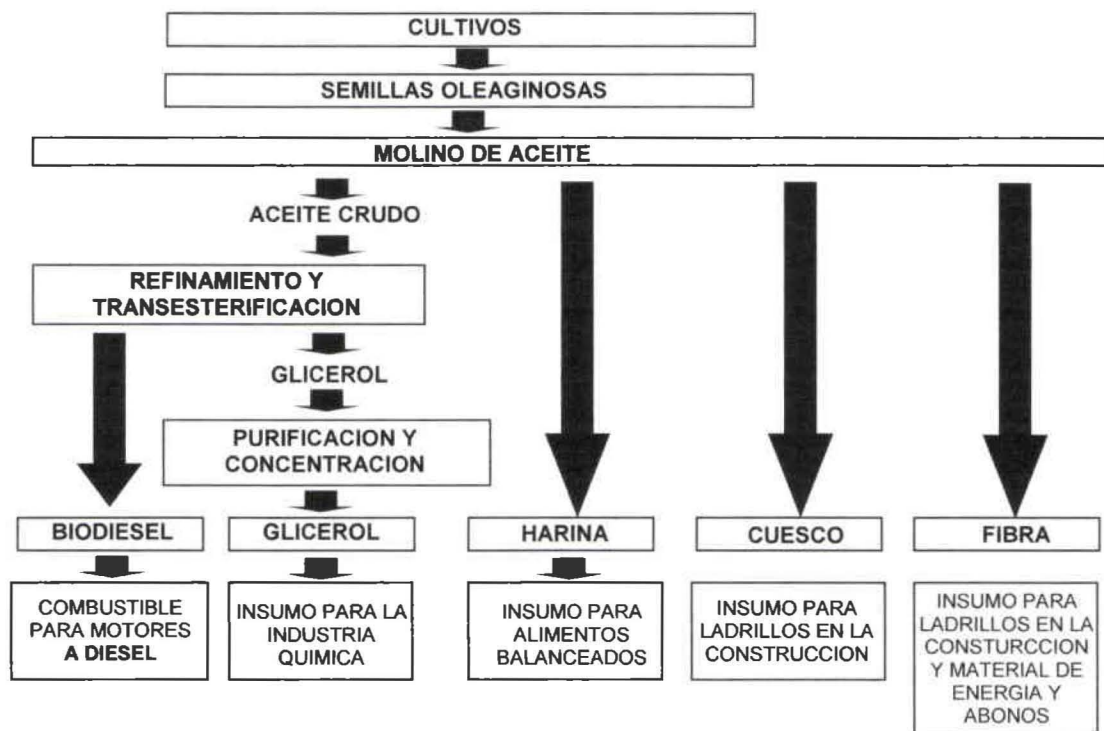 CULTIVOS
SEMILLAS OLEAGINOSAS
MOLINO DE ACEITE
ACEITE CRUDO
REFINAMIENTO Y
TRANSESTERIFICACION
GLICEROL
PURIFICACION Y
CONCENTRACION
BIODIESEL
GLICEROL
HARINA
CUESCO
FIBRA
COMBUSTIBLE
PARA MOTORES
A DIESEL
INSUMO PARA LA
INDUSTRIA
QUIMICA
INSUMO PARA
ALIMENTOS
BALANCEADOS
INSUMO PARA
LADRILLOS EN LA
CONSTRUCCION
INSUMO PARA
LADRILLOS EN LA
CONSTURCCION
Y MATERIAL DE
ENERGIA Y
ABONOS